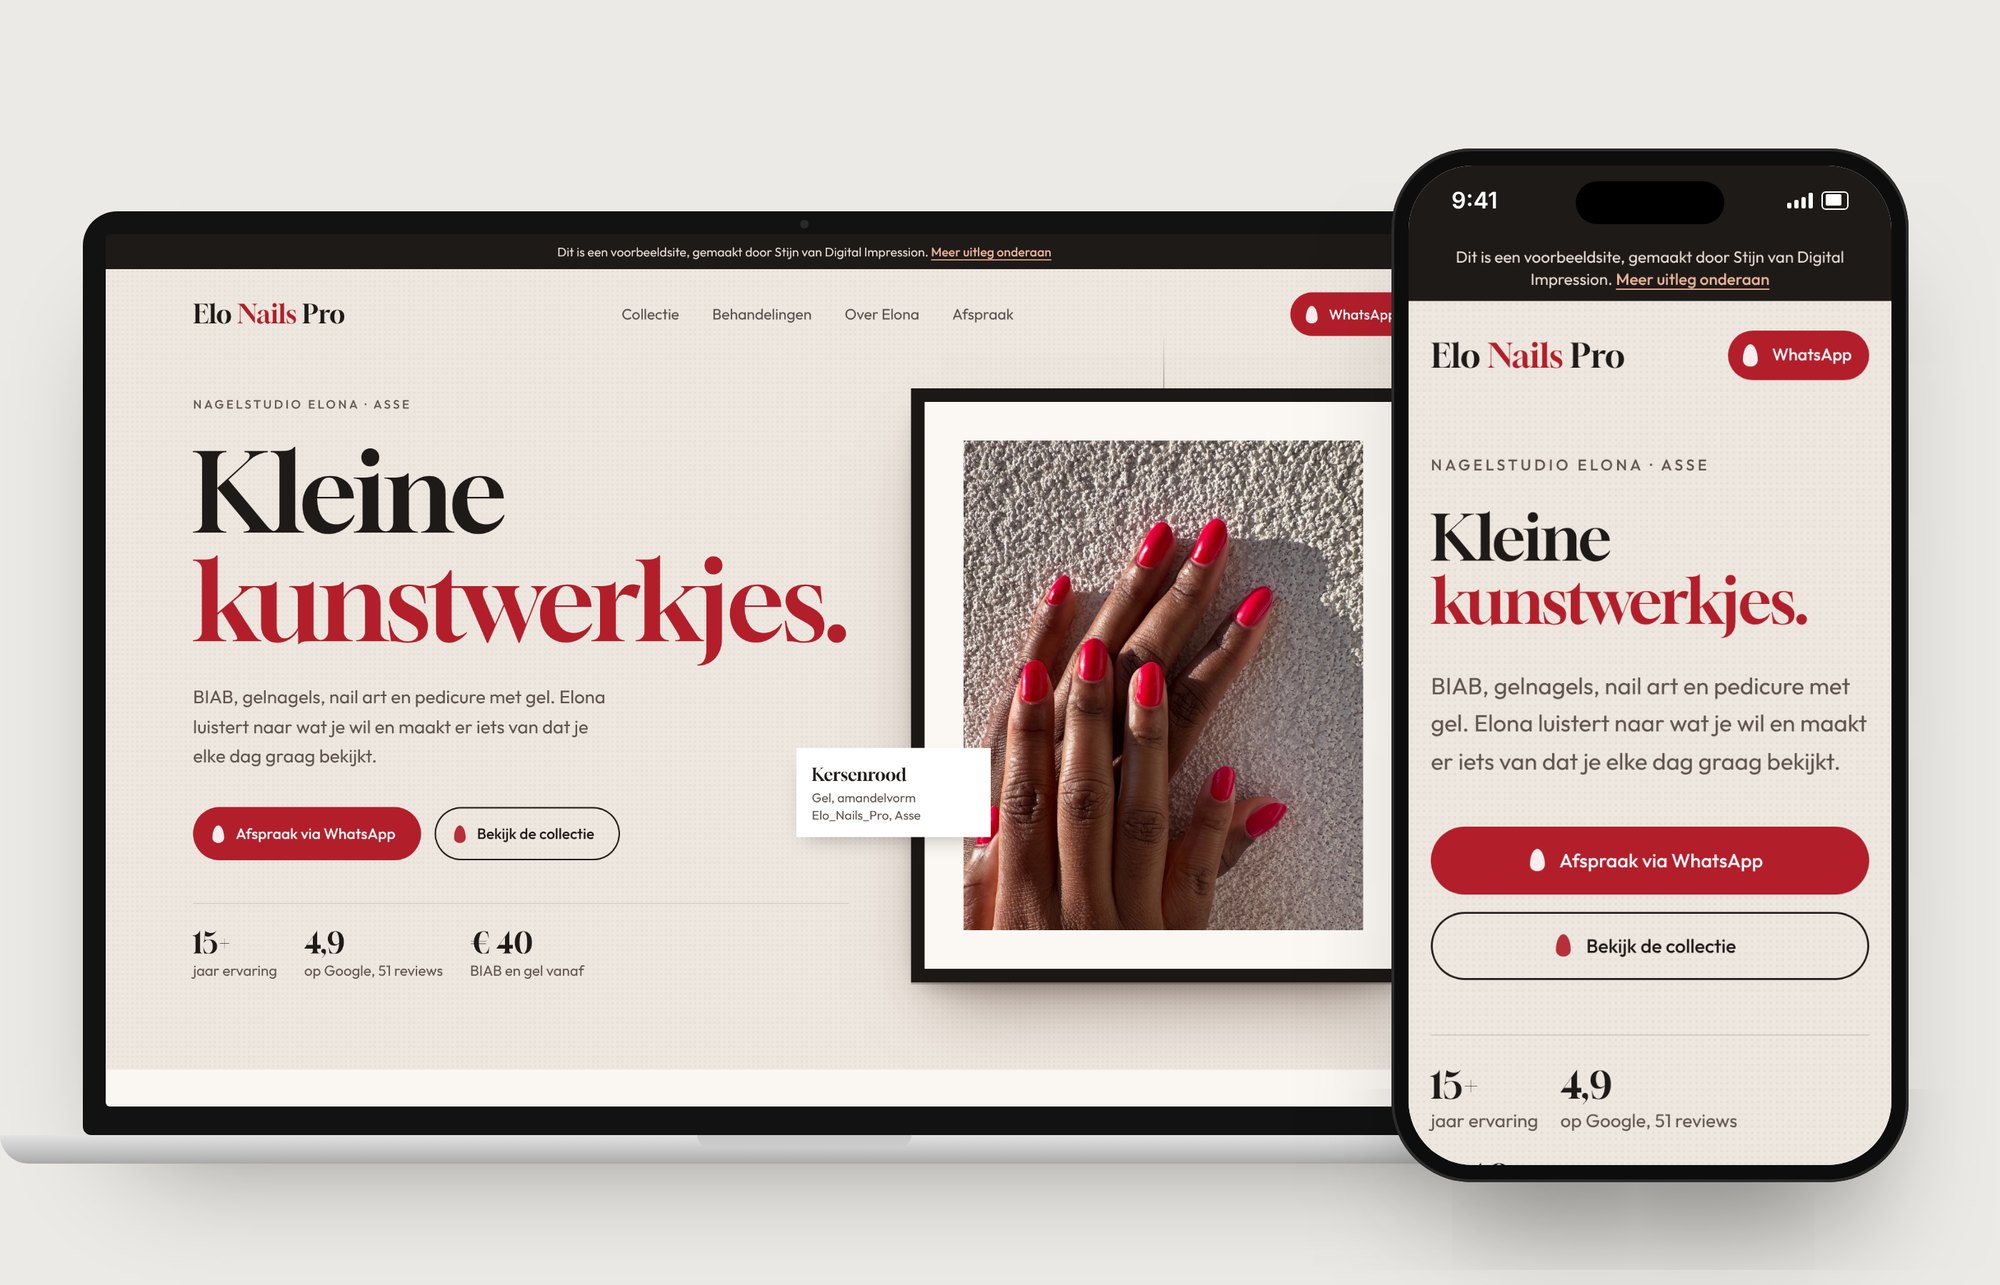 Dit is een voorbeeldsite, gemaakt door Stijn van Digital Impression. Meer uitleg onderaan
Elo Nails Pro
Collectie
Behandelingen
Over Elona
Afspraak
WhatsApp
NAGELSTUDIO ELONA · ASSE
Kleine
kunstwerkjes.
BIAB, gelnagels, nail art en pedicure met gel. Elona
luistert naar wat je wil en maakt er iets van dat je
elke dag graag bekijkt.
Afspraak via WhatsApp
Bekijk de collectie
15+
jaar ervaring
4,9
op Google, 51 reviews
€ 40
BIAB en gel vanaf
Kersenrood
Gel, amandelvorm
Elo_Nails_Pro, Asse
9:41
Dit is een voorbeeldsite, gemaakt door Stijn van Digital
Impression. Meer uitleg onderaan
Elo Nails Pro
WhatsApp
NAGELSTUDIO ELONA · ASSE
Kleine
kunstwerkjes.
BIAB, gelnagels, nail art en pedicure met
gel. Elona luistert naar wat je wil en maakt
er iets van dat je elke dag graag bekijkt.
Afspraak via WhatsApp
Bekijk de collectie
15+
jaar ervaring
4,9
op Google, 51 reviews